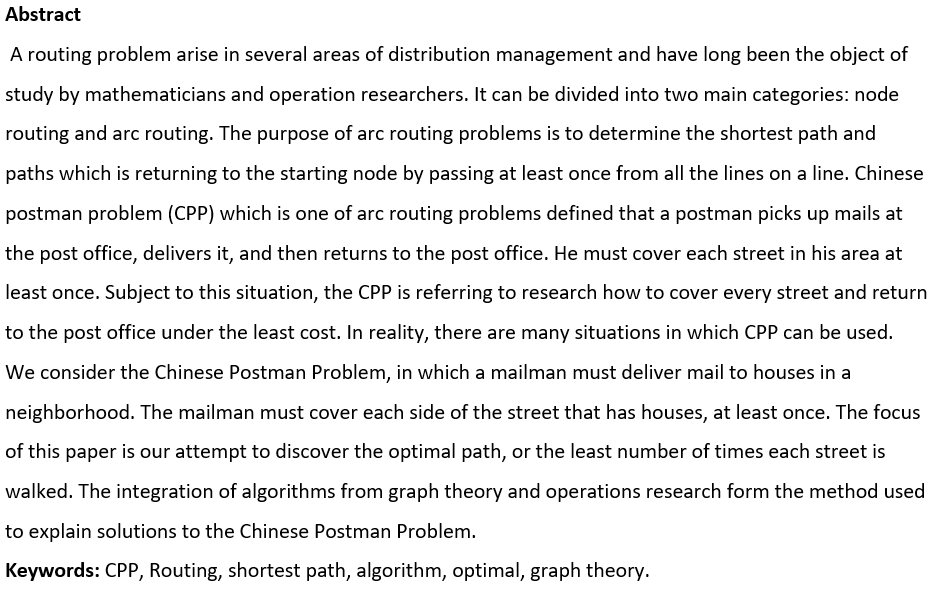 Abstract
A routing problem arise in several areas of distribution management and have long been the object of
study by mathematicians and operation researchers. It can be divided into two main categories: node
routing and arc routing. The purpose of arc routing problems is to determine the shortest path and
paths which is returning to the starting node by passing at least once from all the lines on a line. Chinese
postman problem (CPP) which is one of arc routing problems defined that a postman picks up mails at
the post office, delivers it, and then returns to the post office. He must cover each street in his area at
least once. Subject to this situation, the CPP is referring to research how to cover every street and return
to the post office under the least cost. In reality, there are many situations in which CPP can be used.
We consider the Chinese Postman Problem, in which a mailman must deliver mail to houses in a
neighborhood. The mailman must cover each side of the street that has houses, at least once. The focus
of this paper is our attempt to discover the optimal path, or the least number of times each street is
walked. The integration of algorithms from graph theory and operations research form the method used
to explain solutions to the Chinese Postman Problem.
Keywords: CPP, Routing, shortest path, algorithm, optimal, graph theory.